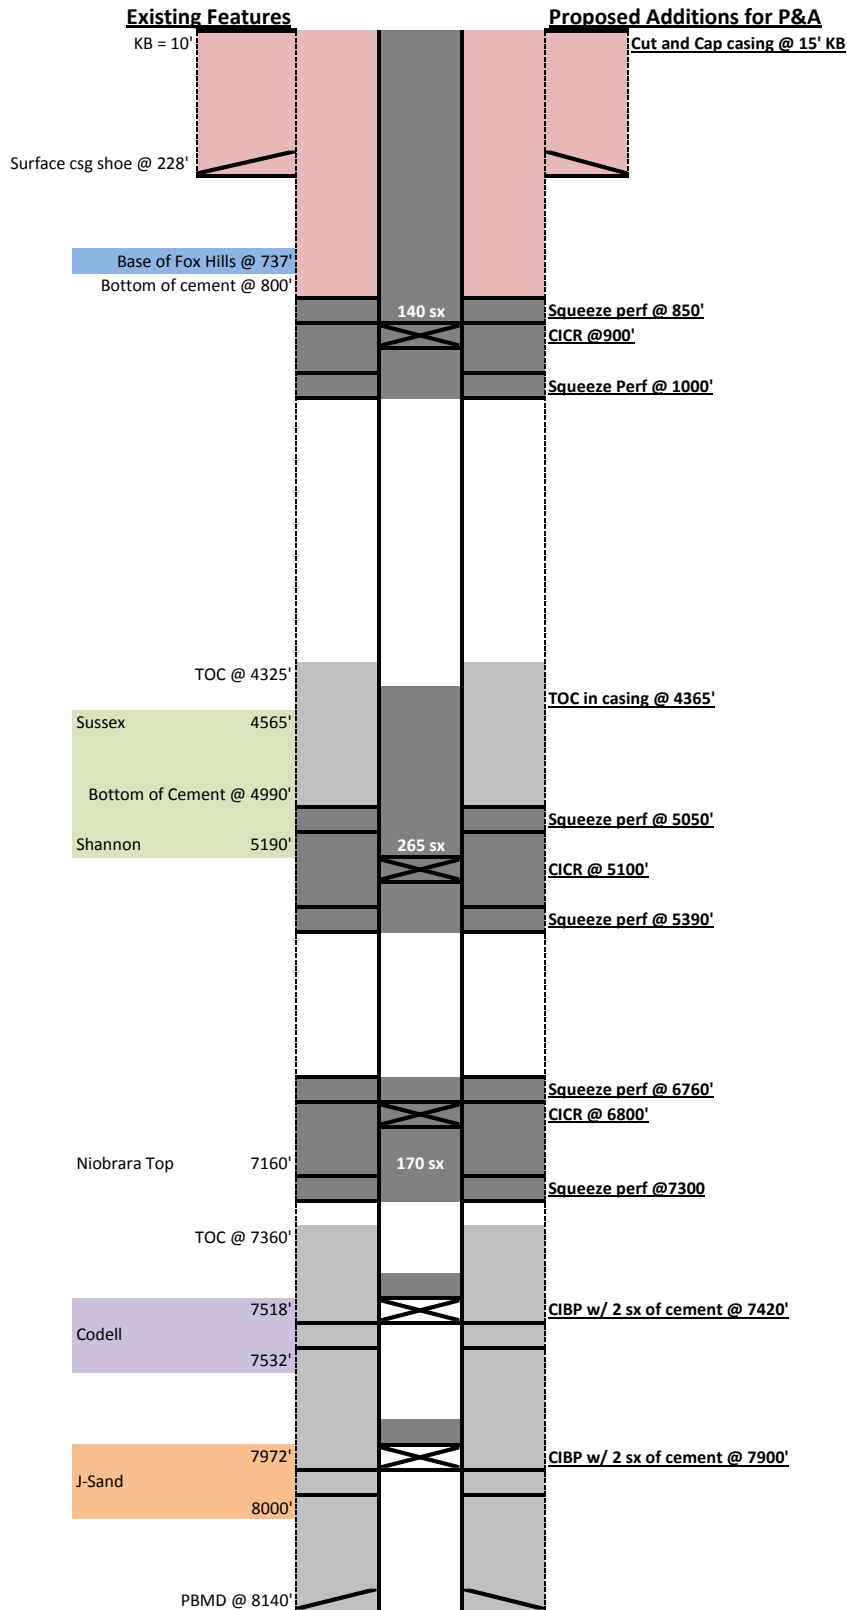 Existing Features Proposed Additions for P&A
KB = 10' Cut and Cap casing @ 15' KB
Surface csg shoe @ 228'
Base of Fox Hills @ 737'
Bottom of cement @ 800'
140 sx Squeeze perf @ 850'
CICR @900'
Squeeze Perf @ 1000'
TOC @ 4325'
TOC in casing @ 4365'
Sussex 4565'
Bottom of Cement @ 4990'
Squeeze perf @ 5050'
Shannon 5190' 265 sx
CICR @ 5100'
Squeeze perf @ 5390'
Squeeze perf @ 6760'
CICR @ 6800'
Niobrara Top 7160' 170 sx
Squeeze perf @7300
TOC @ 7360'
7518' CIBP w/ 2 sx of cement @ 7420'
Codell
7532'
7972' CIBP w/ 2 sx of cement @ 7900'
J-Sand
8000'
PBMD @ 8140'